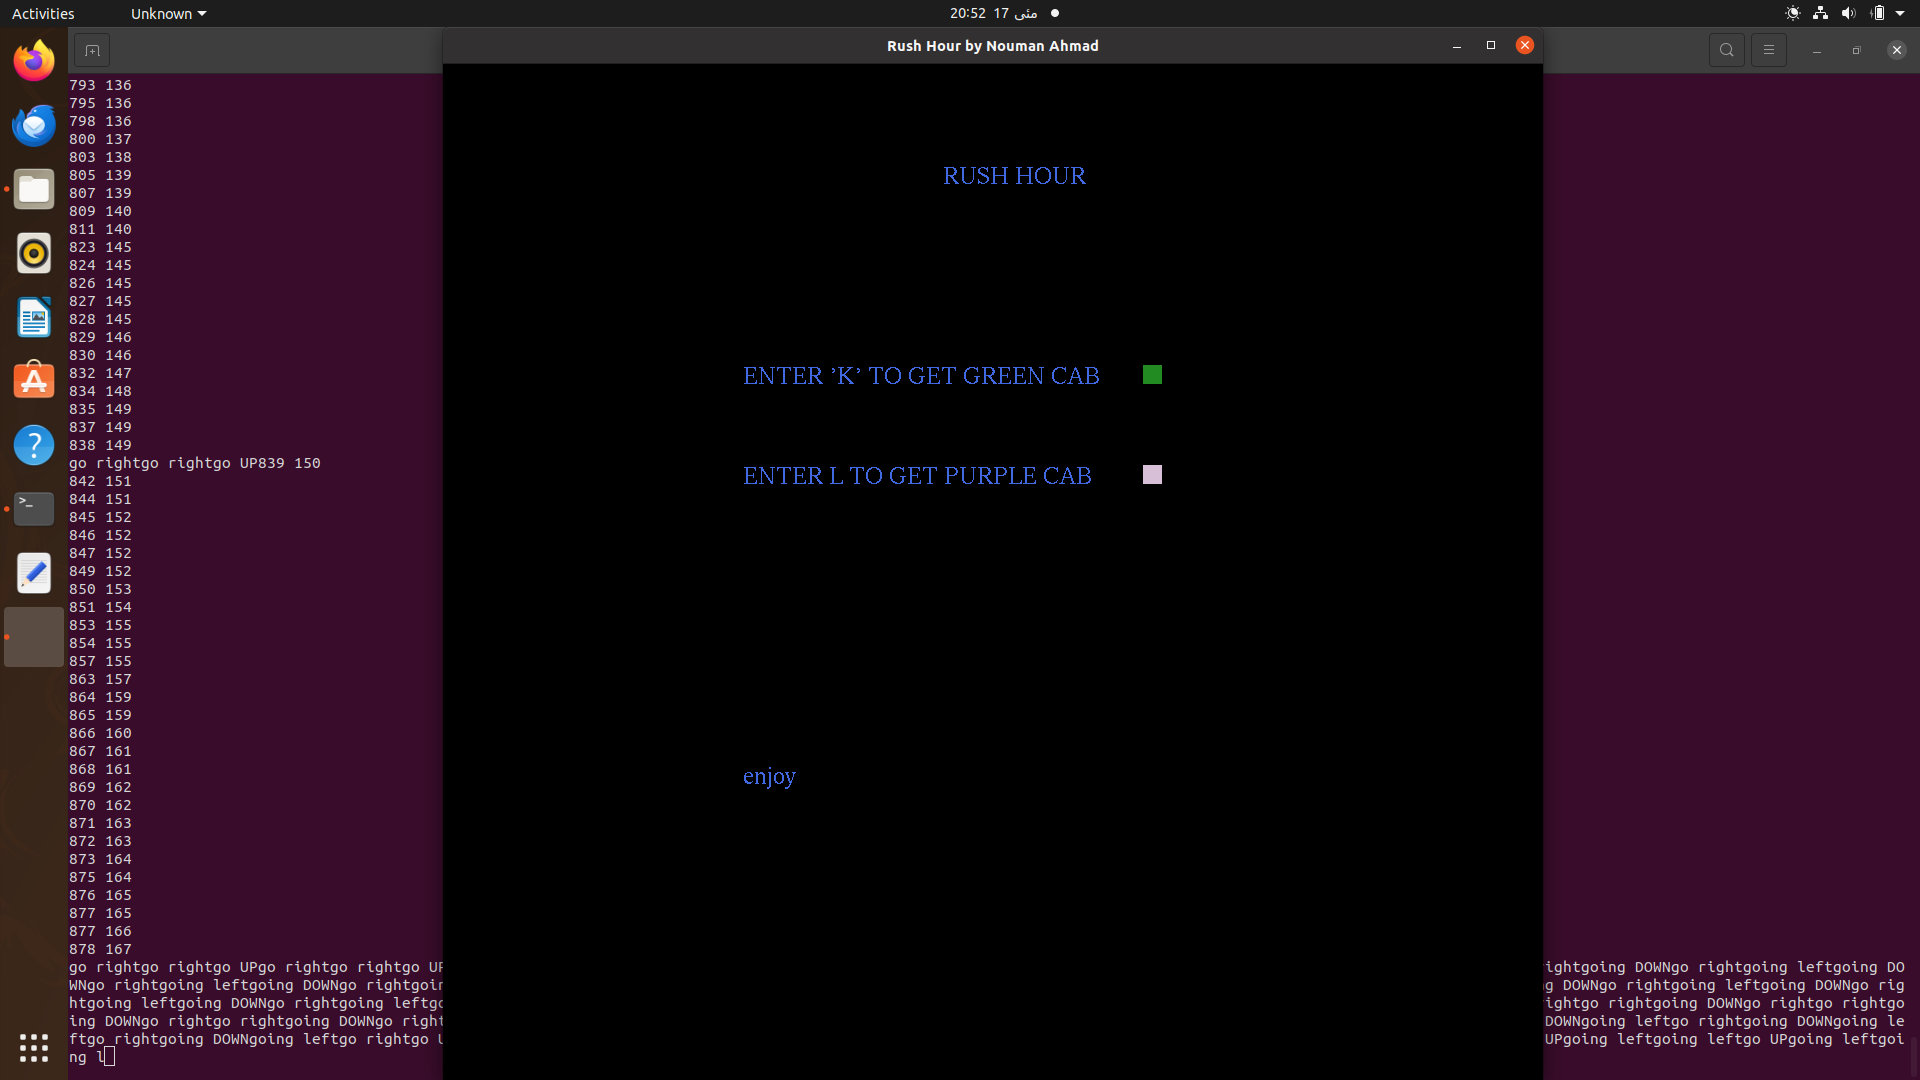 Activities
Unknown
20:52 17 مئی
Rush Hour by Nouman Ahmad
793 136
795 136
798 136
800 137
803 138
805 139
807 139
809 140
811 140
823 145
824 145
826 145
827 145
828 145
829 146
830 146
832 147
834 148
835 149
837 149
838 149
go rightgo rightgo UP839 150
842 151
844 151
845 152
846 152
847 152
849 152
850 153
851 154
853 155
854 155
857 155
863 157
864 159
865 159
866 160
867 161
868 161
869 162
870 162
871 163
872 163
873 164
875 164
876 165
877 165
877 166
878 167
go rightgo rightgo UPgo rightgo rightgo UP
WNgo rightgoing leftgoing DOWNgo rightgoin
htgoing leftgoing DOWNgo rightgoing leftgo
ing DOWNgo rightgo rightgoing DOWNgo right
ftgo rightgoing DOWNgoing leftgo rightgo U
ng l
RUSH HOUR
ENTER ’K’ TO GET GREEN CAB
ENTER L TO GET PURPLE CAB
enjoy
ightgoing DOWNgo rightgoing leftgoing DO
g DOWNgo rightgoing leftgoing DOWNgo rig
ightgo rightgoing DOWNgo rightgo rightgo
DOWNgoing leftgo rightgoing DOWNgoing le
UPgoing leftgoing leftgo UPgoing leftgoi